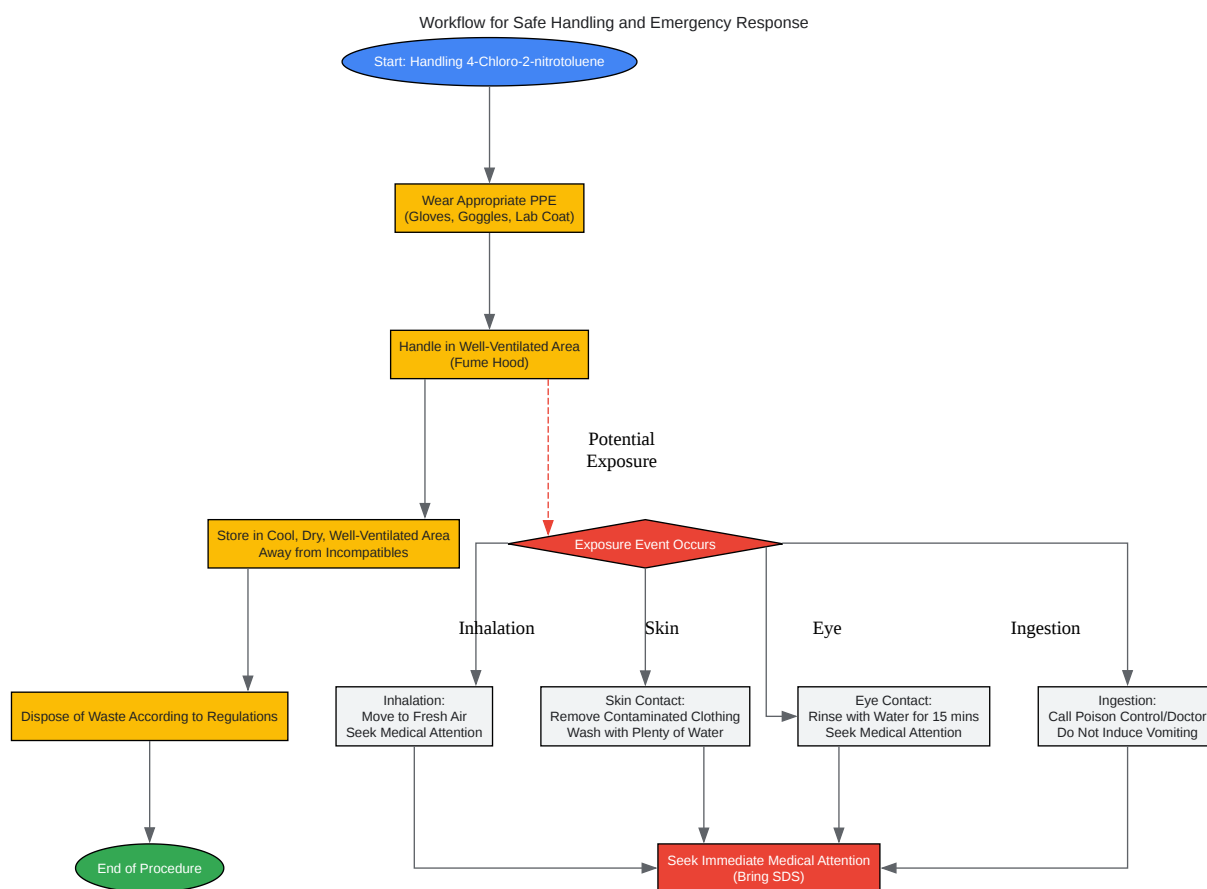 Workflow for Safe Handling and Emergency Response
Start: Handling 4-Chloro-2-nitrotoluene
Wear Appropriate PPE
(Gloves, Goggles, Lab Coat)
Handle in Well-Ventilated Area
(Fume Hood)
Potential
Exposure
Store in Cool, Dry, Well-Ventilated Area
Away from Incompatibles
Exposure Event Occurs
Inhalation
Skin
Eye
Ingestion
Dispose of Waste According to Regulations
Inhalation:
Move to Fresh Air
Seek Medical Attention
Skin Contact:
Remove Contaminated Clothing
Wash with Plenty of Water
Eye Contact:
Rinse with Water for 15 mins
Seek Medical Attention
Ingestion:
Call Poison Control/Doctor
Do Not Induce Vomiting
End of Procedure
Seek Immediate Medical Attention
(Bring SDS)